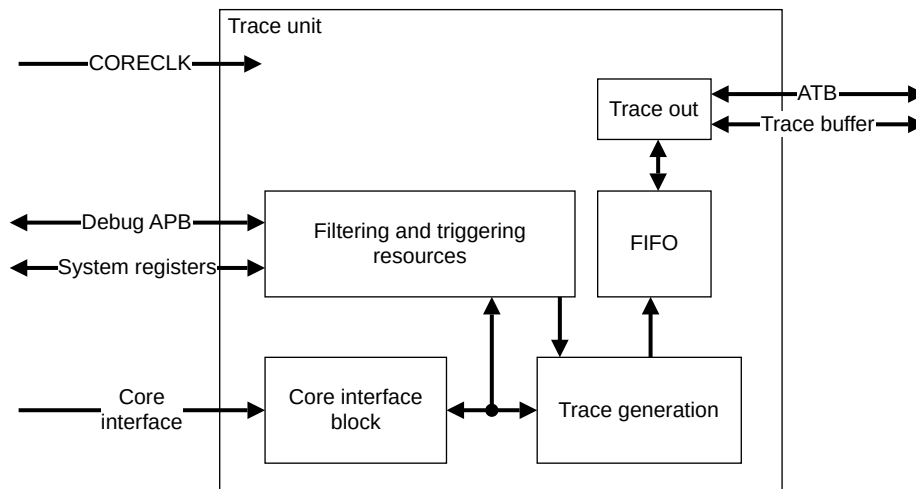 Trace unit
CORECLK
ATB
Trace out
Trace buffer
Debug APB
Filtering and triggering
resources
FIFO
System registers
Core
interface
Core interface
block
Trace generation